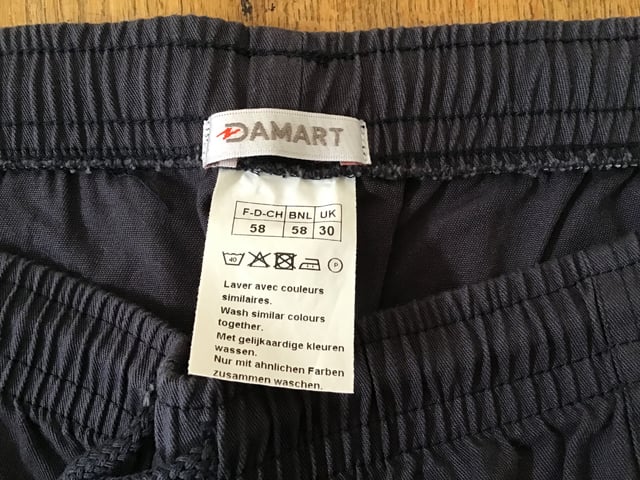 DAMART
F-D-CH BNL UK
58 58 30
40 P
Laver avec couleurs
similaires.
Wash similar colours
together.
Met gelijkaardige kleuren
wassen.
Nur mit ahnlichen Farben
zusammen waschen.